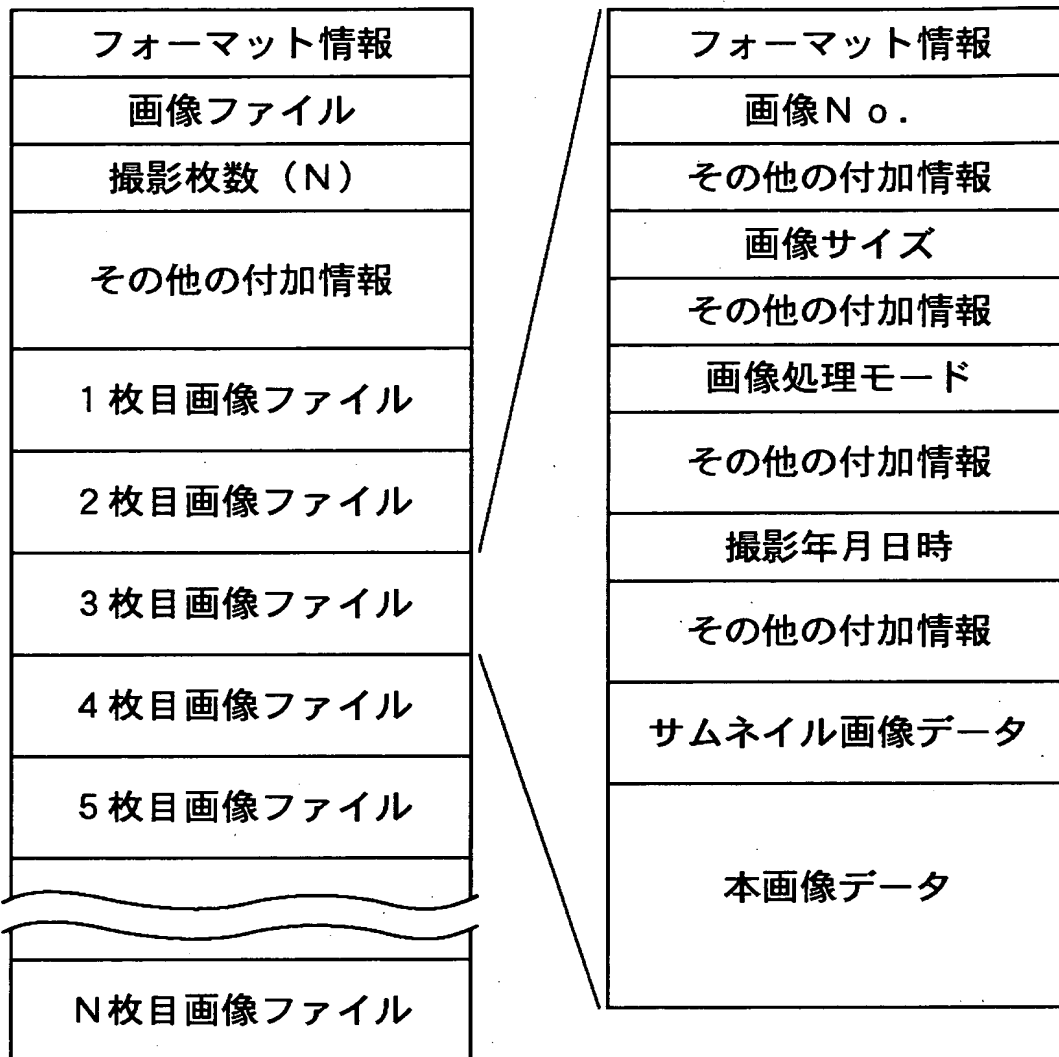 フォーマット情報
画像ファイル
撮影枚数（N）
その他の付加情報
1枚目画像ファイル
2枚目画像ファイル
3枚目画像ファイル
4枚目画像ファイル
5枚目画像ファイル
N枚目画像ファイル
フォーマット情報
画像No.
その他の付加情報
画像サイズ
その他の付加情報
画像処理モード
その他の付加情報
撮影年月日時
その他の付加情報
サムネイル画像データ
本画像データ